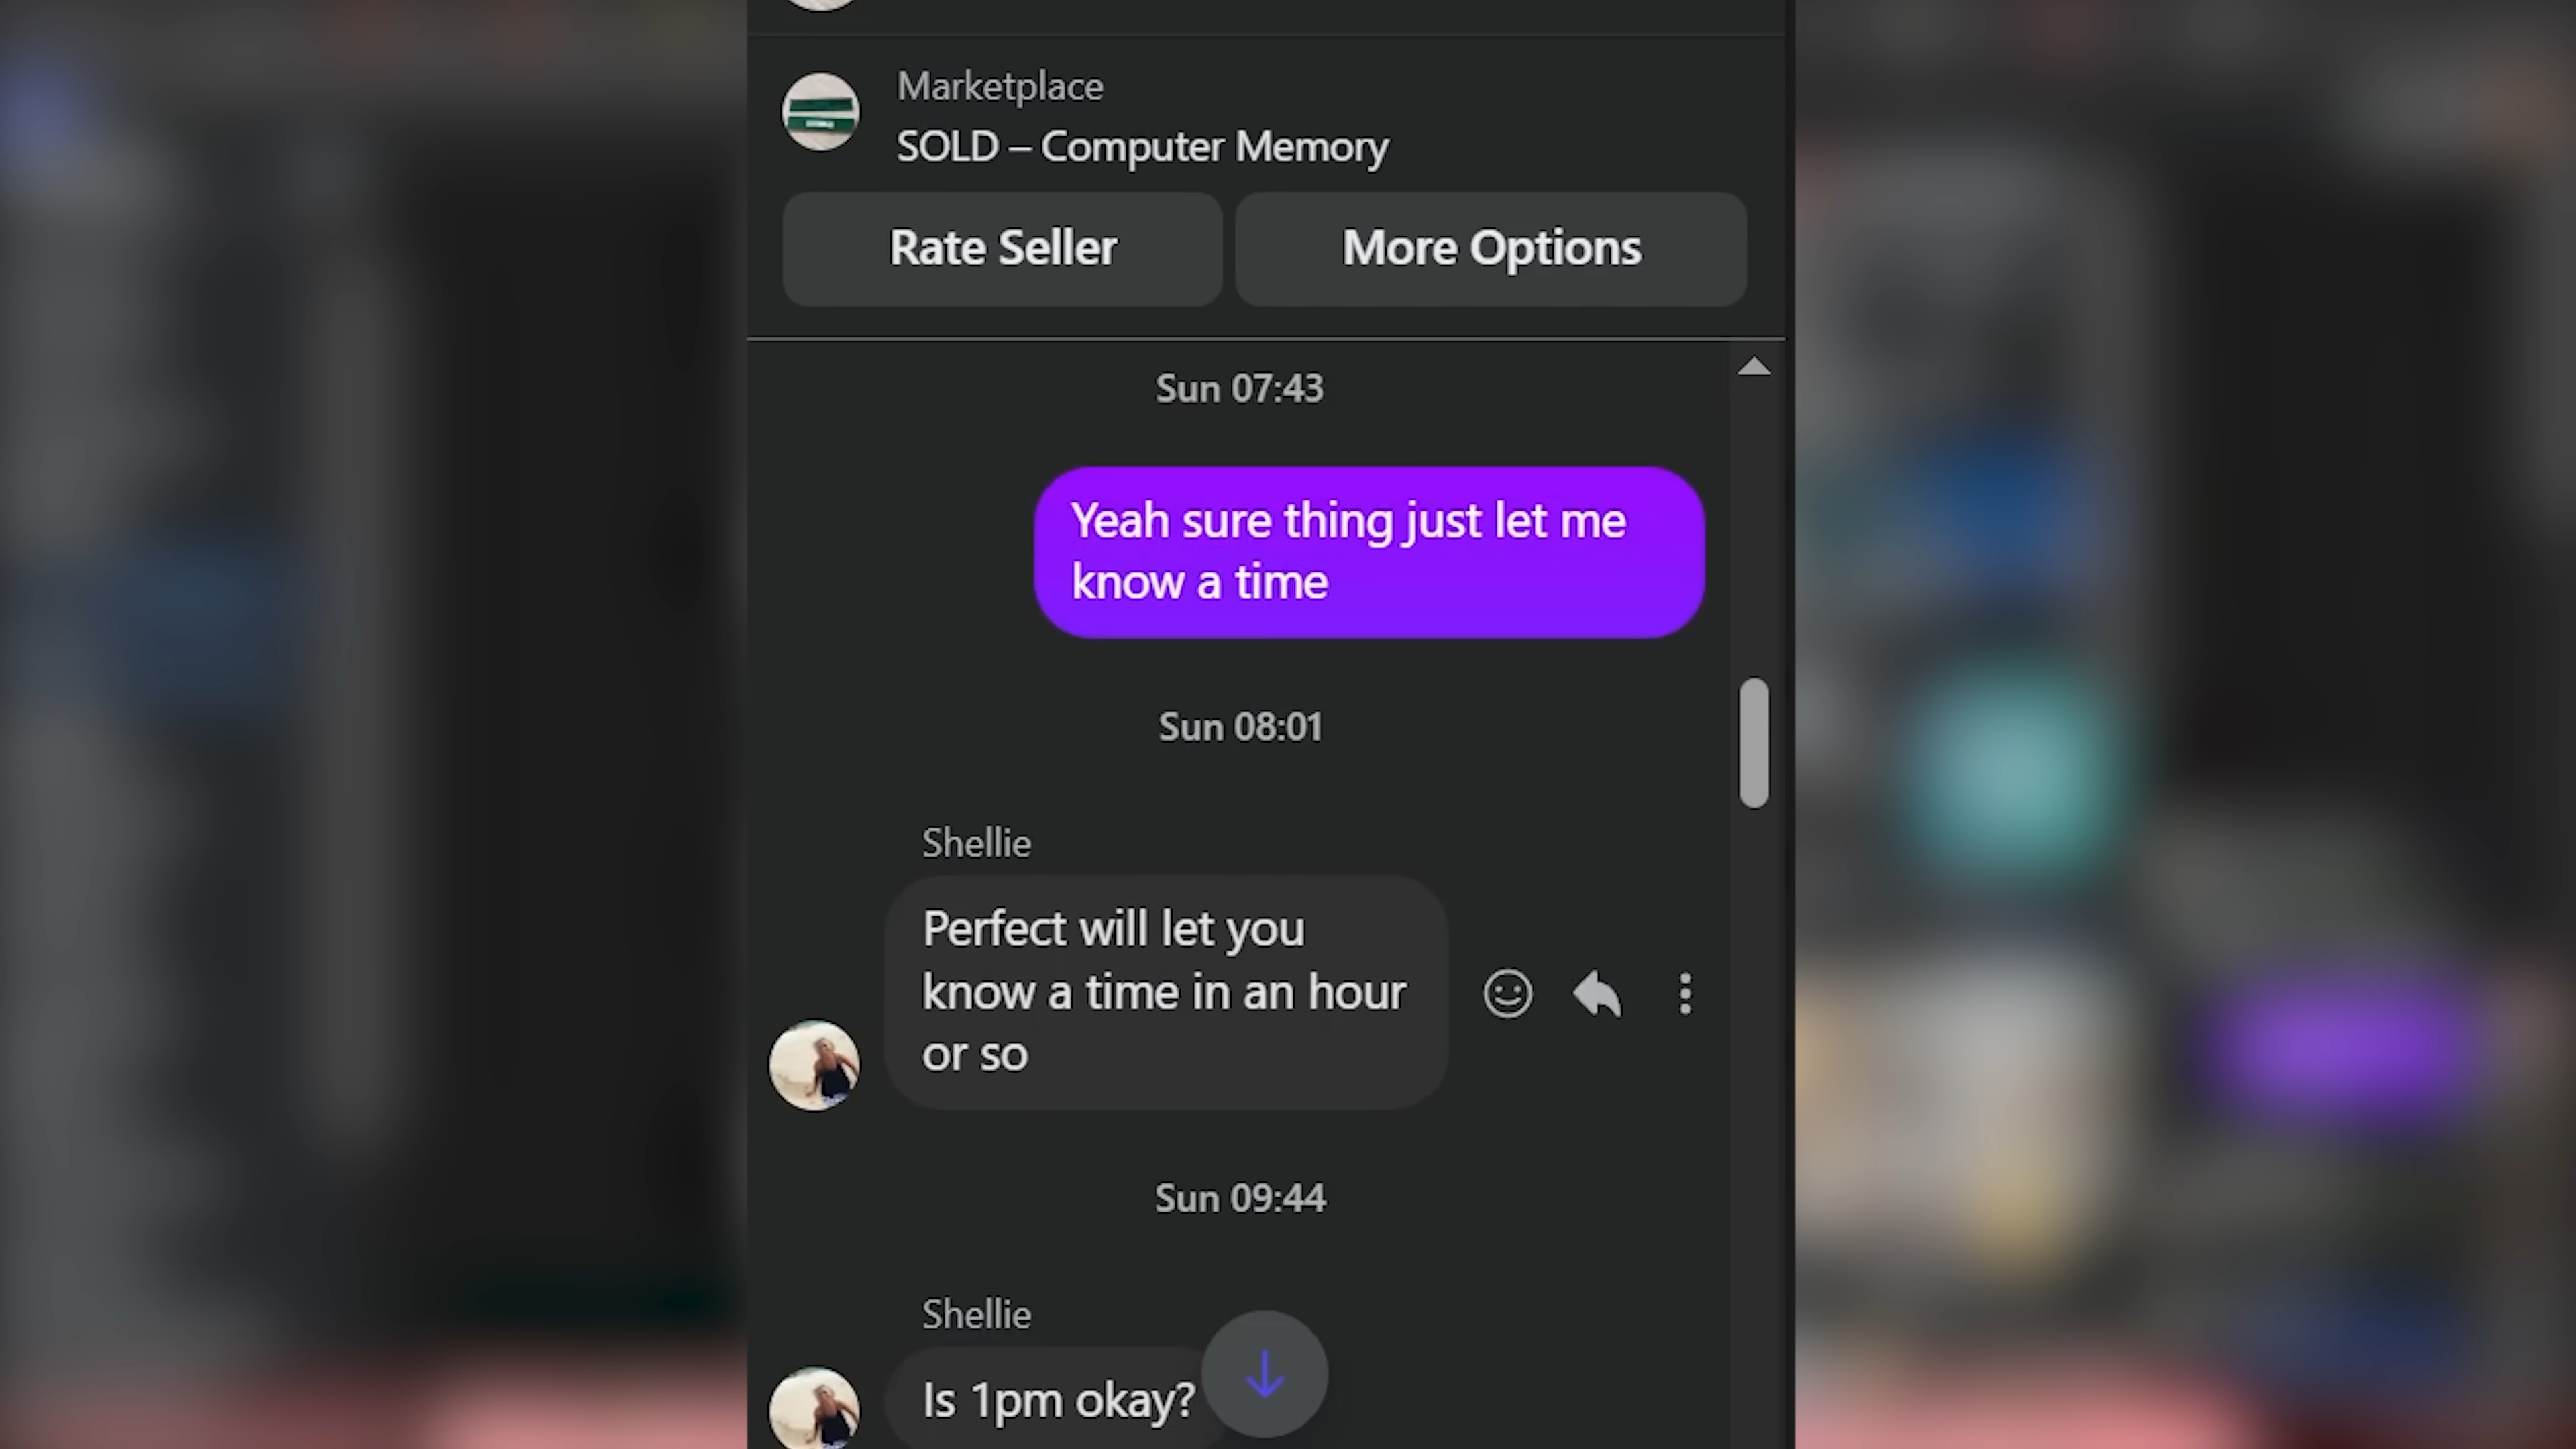 Marketplace
SOLD – Computer Memory
Rate Seller
More Options
Sun 07:43
Yeah sure thing just let me
know a time
Sun 08:01
Shellie
Perfect will let you
know a time in an hour
or so
Sun 09:44
Shellie
Is 1pm okay?